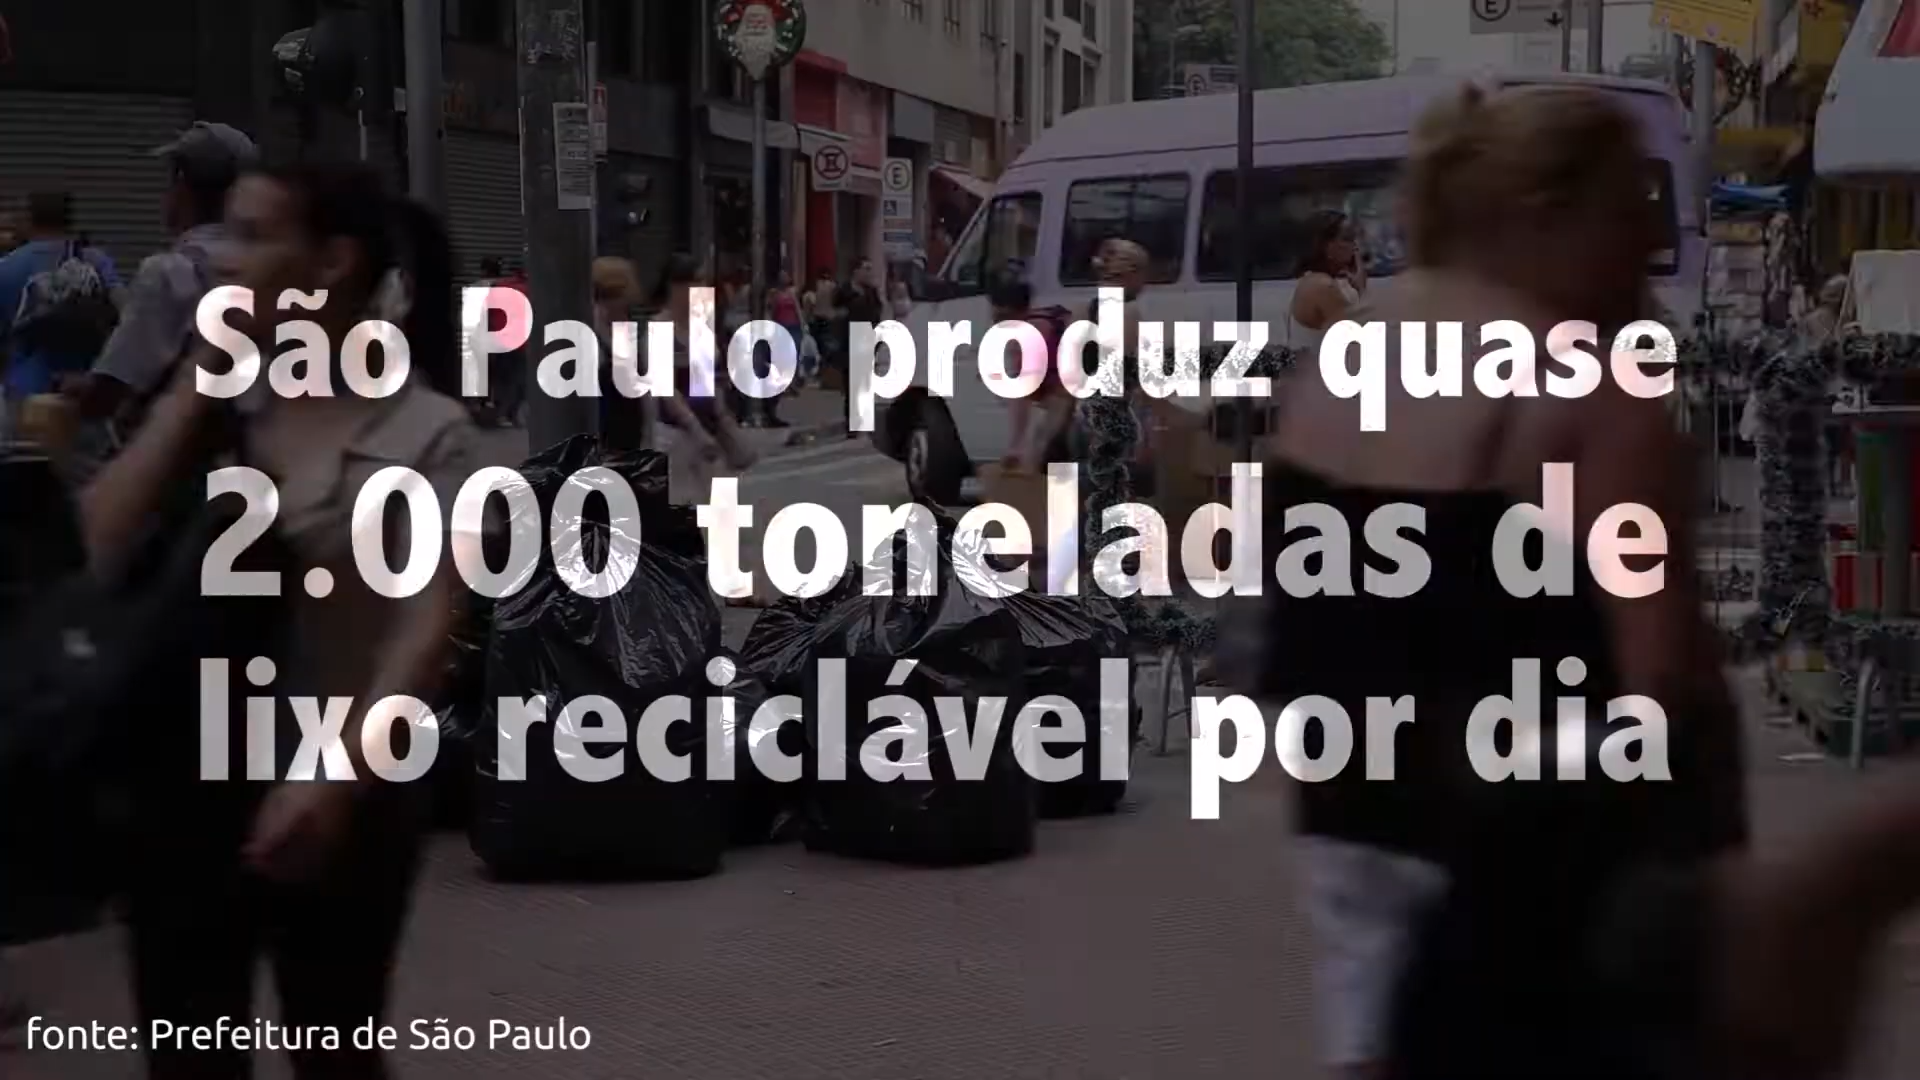 São Paulo produz quase
2.000 toneladas de
lixo reciclável por dia
fonte: Prefeitura de São Paulo